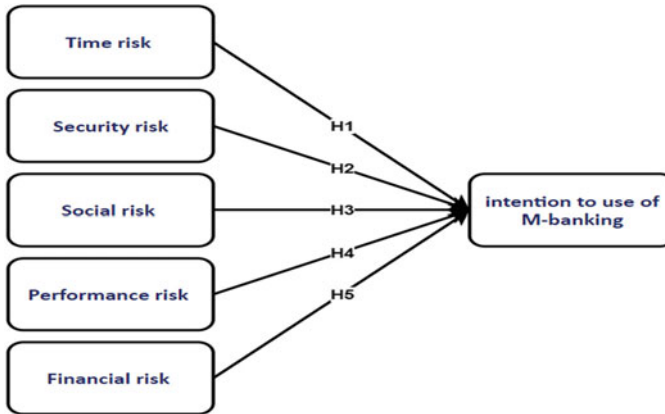 Time risk
Security risk
Social risk
Performance risk
Financial risk
H1
H2
H3
H4
H5
intention to use of
M-banking